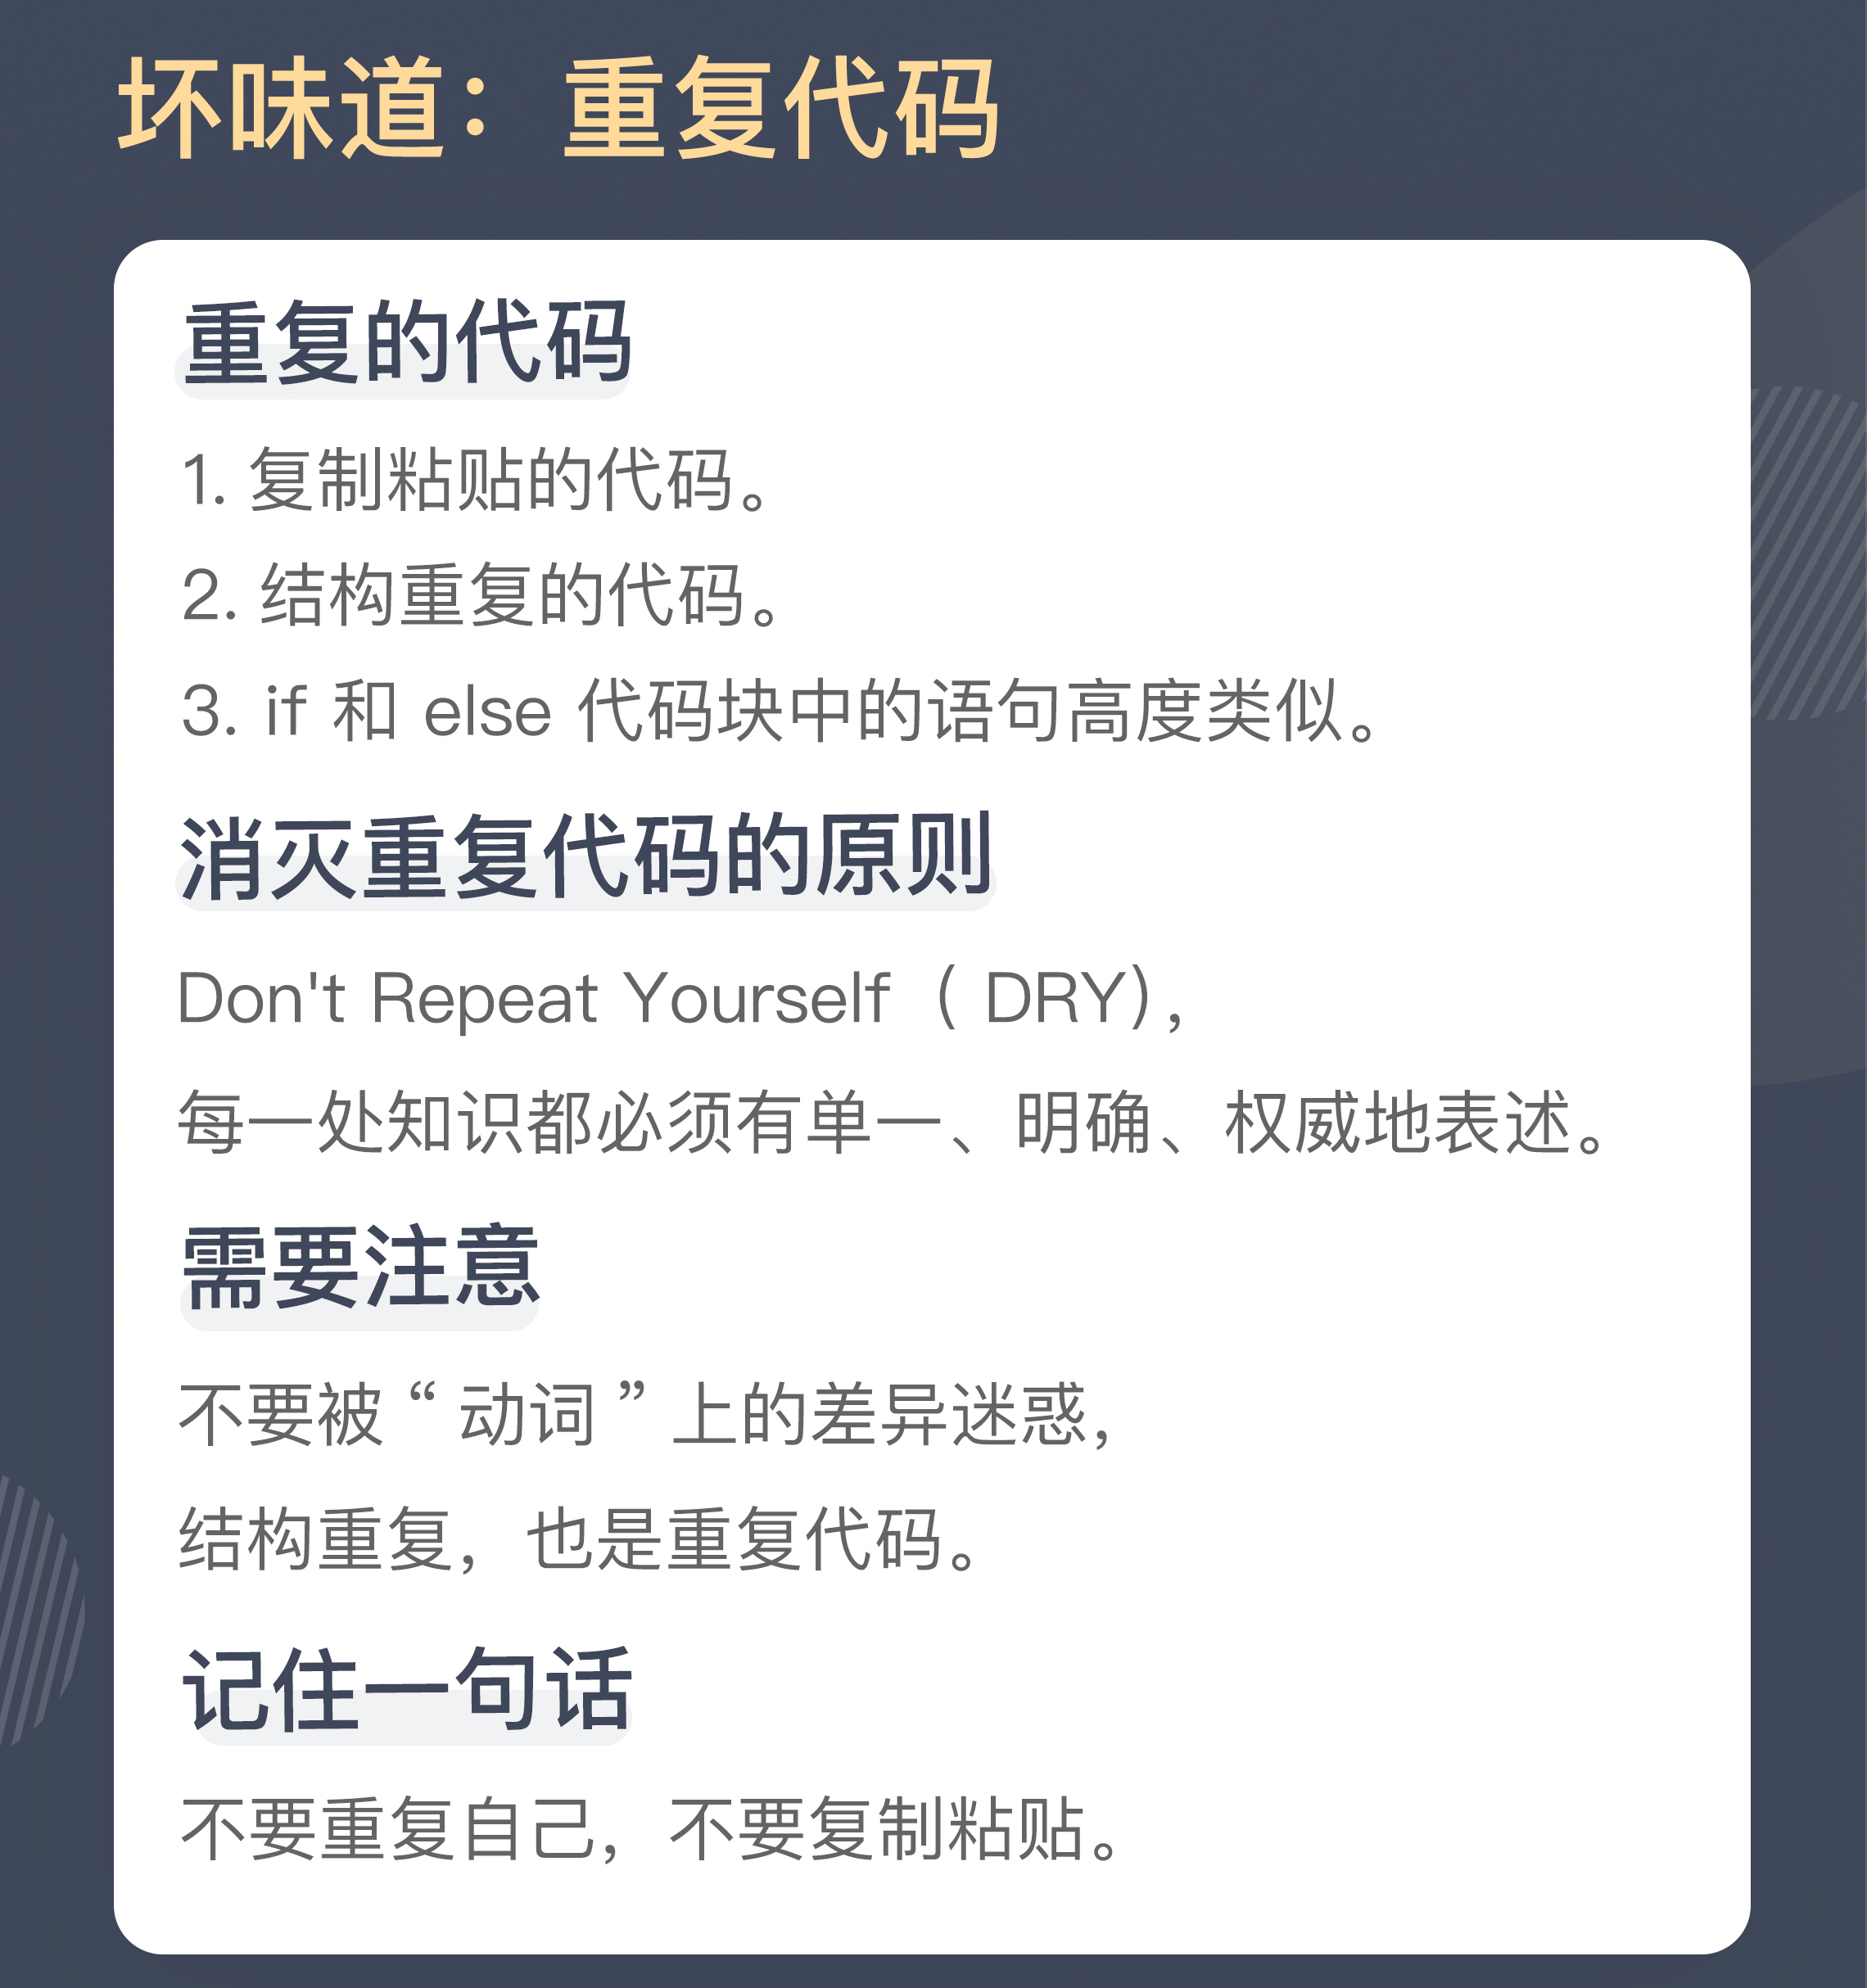 坏味道：重复代码
重复的代码
1. 复制粘贴的代码。
2. 结构重复的代码。
3. if 和 else 代码块中的语句高度类似。
消灭重复代码的原则
Don't Repeat Yourself （ DRY），
每一处知识都必须有单一、明确、权威地表述。
需要注意
不要被 “ 动词 ” 上的差异迷惑，
结构重复，也是重复代码。
记住一句话
不要重复自己，不要复制粘贴。